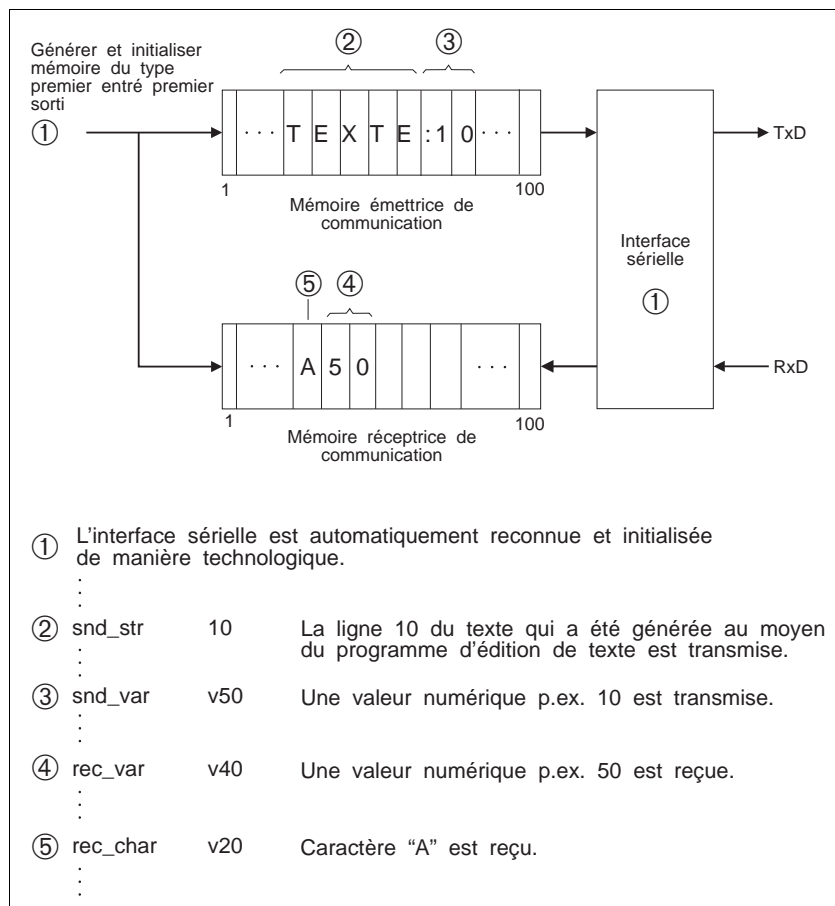 Générer et initialiser
mémoire du type
premier entré premier
sorti
①
②
③
··· T E X T E :1 0 ···
1
100
Mémoire émettrice de
communication
TxD
Interface
sérielle
①
⑤
④
··· A 5 0 ···
RxD
1
100
Mémoire réceptrice de
communication
① L'interface sérielle est automatiquement reconnue et initialisée
de manière technologique.
② snd_str 10 La ligne 10 du texte qui a été générée au moyen
du programme d'édition de texte est transmise.
③ snd_var v50 Une valeur numérique p.ex. 10 est transmise.
④ rec_var v40 Une valeur numérique p.ex. 50 est reçue.
⑤ rec_char v20 Caractère “A” est reçu.